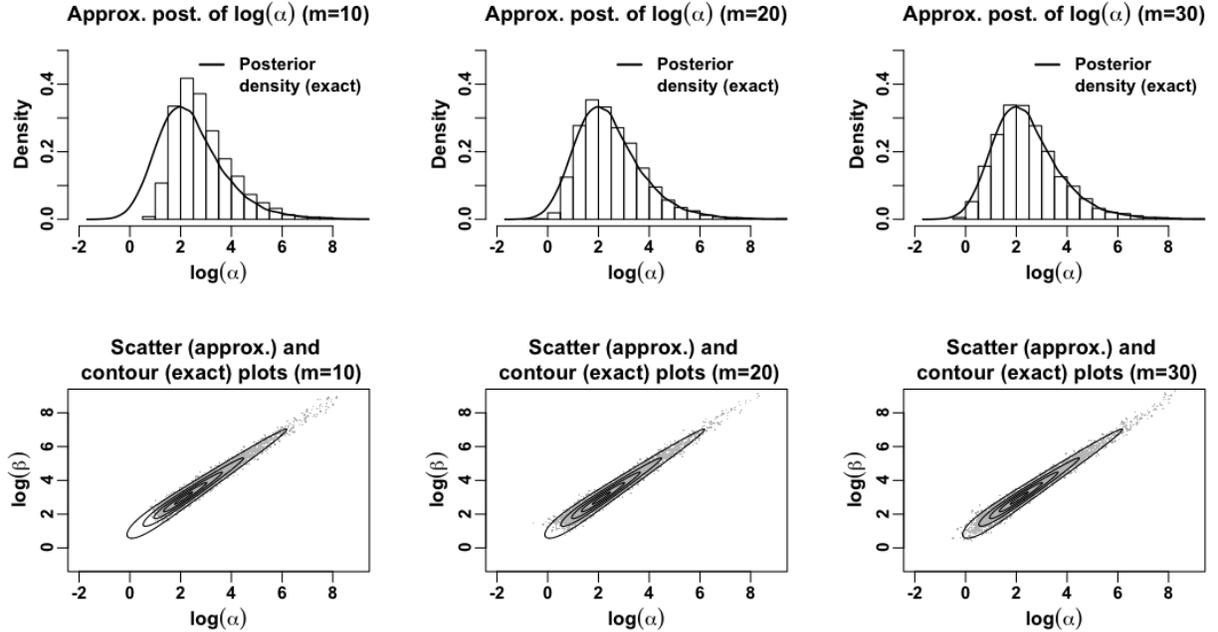 Approx. post. of log(α) (m=10)
Approx. post. of log(α) (m=20)
Approx. post. of log(α) (m=30)
Density
0.0 0.2 0.4
Posterior
density (exact)
-2 0 2 4 6 8
log(α)
Density
0.0 0.2 0.4
Posterior
density (exact)
-2 0 2 4 6 8
log(α)
Density
0.0 0.2 0.4
Posterior
density (exact)
-2 0 2 4 6 8
log(α)
Scatter (approx.) and
contour (exact) plots (m=10)
log(β)
0 2 4 6 8
-2 0 2 4 6 8
log(α)
Scatter (approx.) and
contour (exact) plots (m=20)
log(β)
0 2 4 6 8
-2 0 2 4 6 8
log(α)
Scatter (approx.) and
contour (exact) plots (m=30)
log(β)
0 2 4 6 8
-2 0 2 4 6 8
log(α)